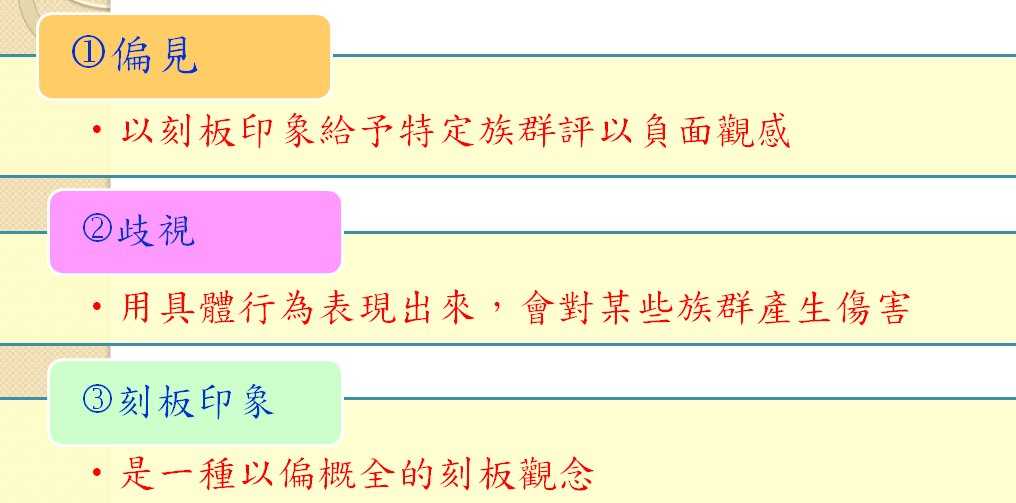 ①偏見
•以刻板印象給予特定族群評以負面觀感
②歧視
•用具體行為表現出來，會對某些族群產生傷害
③刻板印象
•是一種以偏概全的刻板觀念